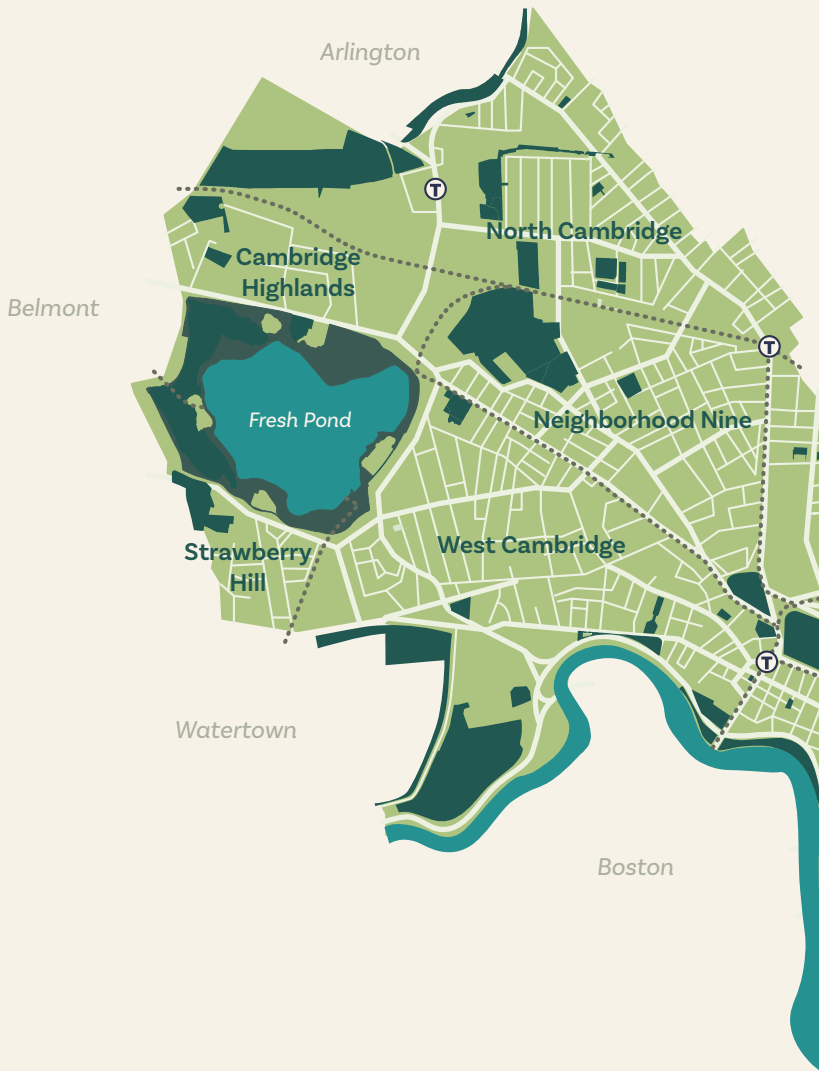 Arlington
T
North Cambridge
Cambridge
Highlands
Belmont
T
Fresh Pond
Neighborhood Nine
West Cambridge
Strawberry
Hill
T
Watertown
Boston